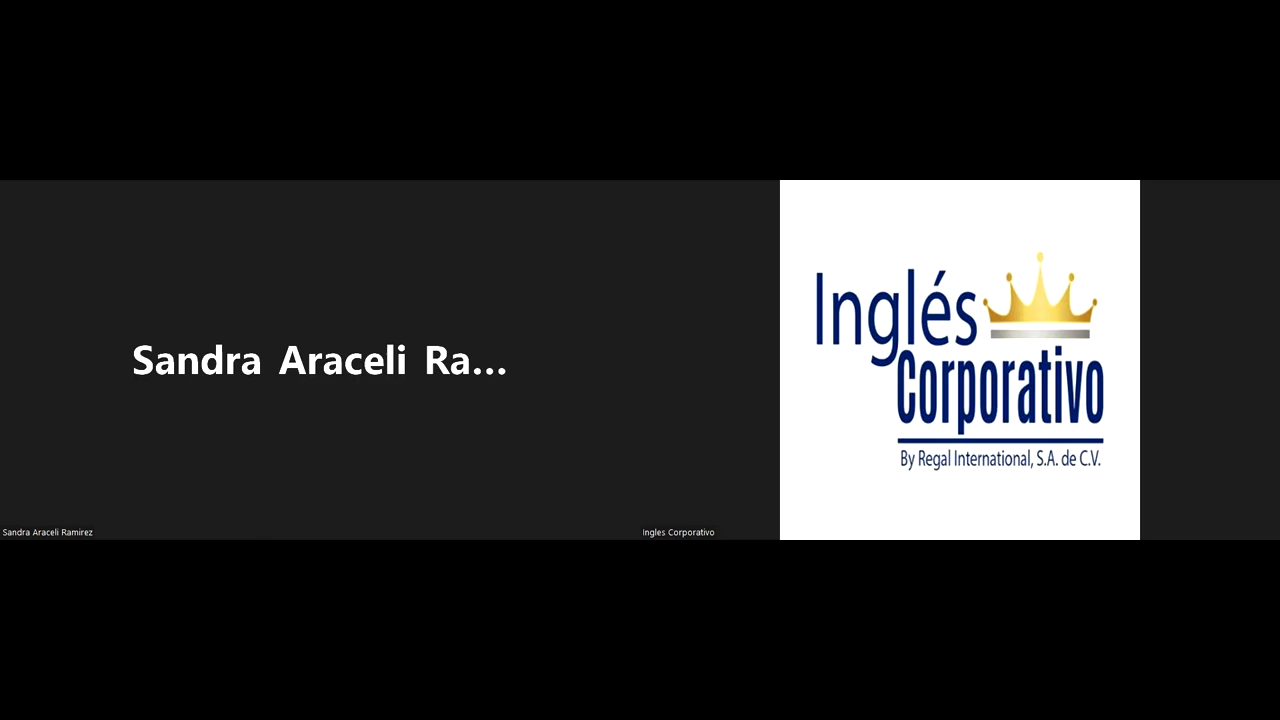 Sandra Araceli Ra...
Sandra Araceli Ramirez
Inglés
Corporativo
By Regal International, S.A. de C.V.
Ingles Corporativo